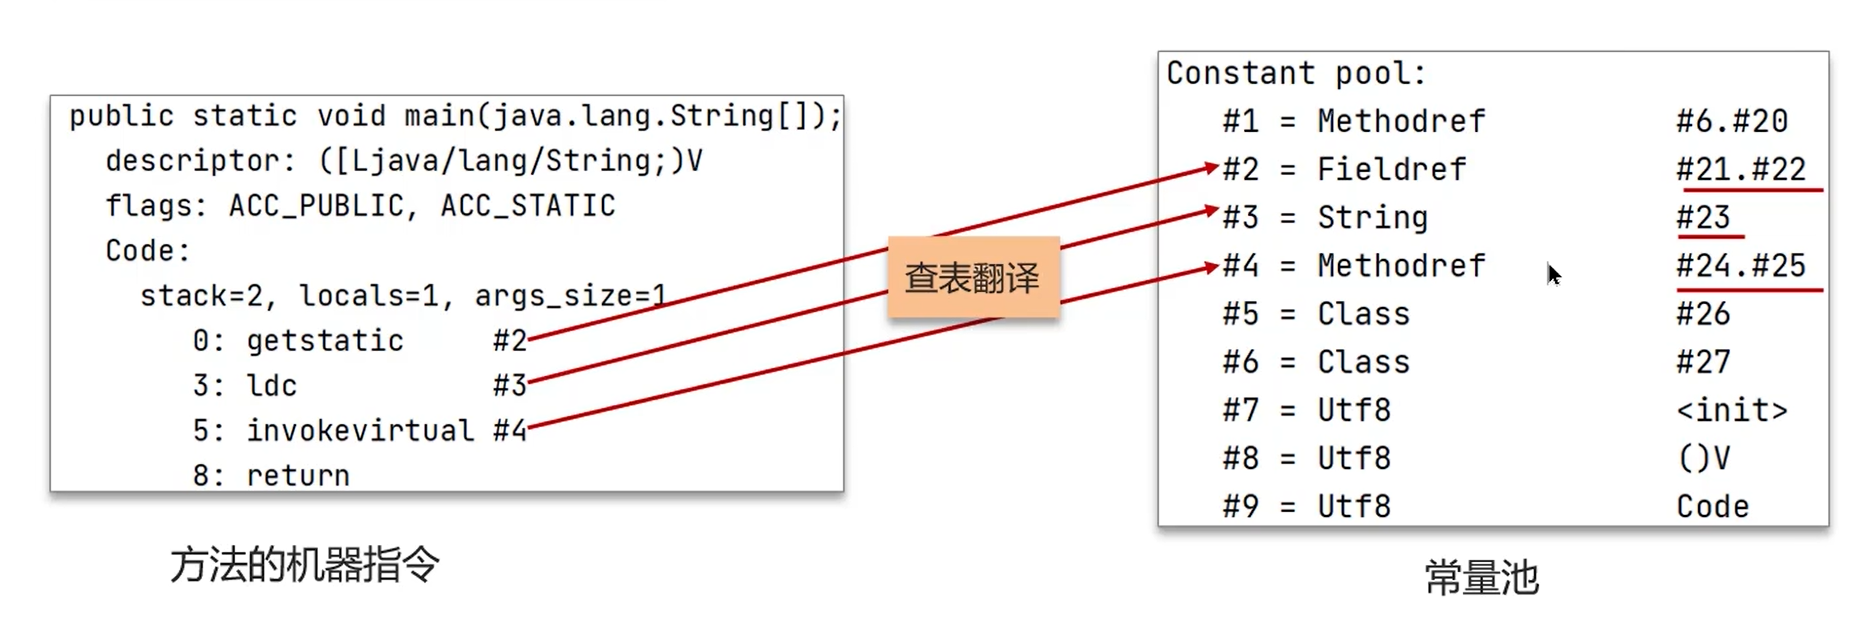 public static void main(java.lang.String[]);
descriptor: ([Ljava/lang/String;)V
flags: ACC_PUBLIC, ACC_STATIC
Code:
stack=2, locals=1, args_size=1
0: getstatic #2
3: ldc #3
5: invokevirtual #4
8: return
方法的机器指令
查表翻译
Constant pool:
#1 = Methodref #6.#20
#2 = Fieldref #21.#22
#3 = String #23
#4 = Methodref #24.#25
#5 = Class #26
#6 = Class #27
#7 = Utf8 <init>
#8 = Utf8 ()V
#9 = Utf8 Code
常量池